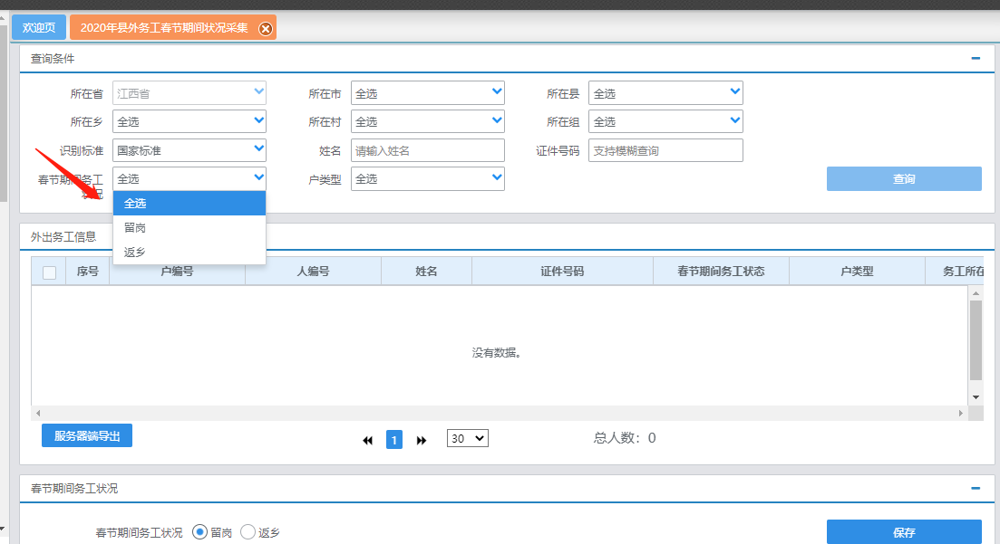 欢迎页 2020年县外务工春节期间状况采集
查询条件
所在省 江西省 所在市 全选 所在县 全选
所在乡 全选 所在村 全选 所在组 全选
识别标准 国家标准 姓名 请输入姓名 证件号码 支持模糊查询
春节期间务工状况 全选 户类型 全选 查询
全选
留岗
返乡
外出务工信息
序号 户编号 人编号 姓名 证件号码 春节期间务工状态 户类型 务工所在
没有数据。
服务器端导出 1 30 总人数：0
春节期间务工状况
春节期间务工状况 留岗 返乡 保存